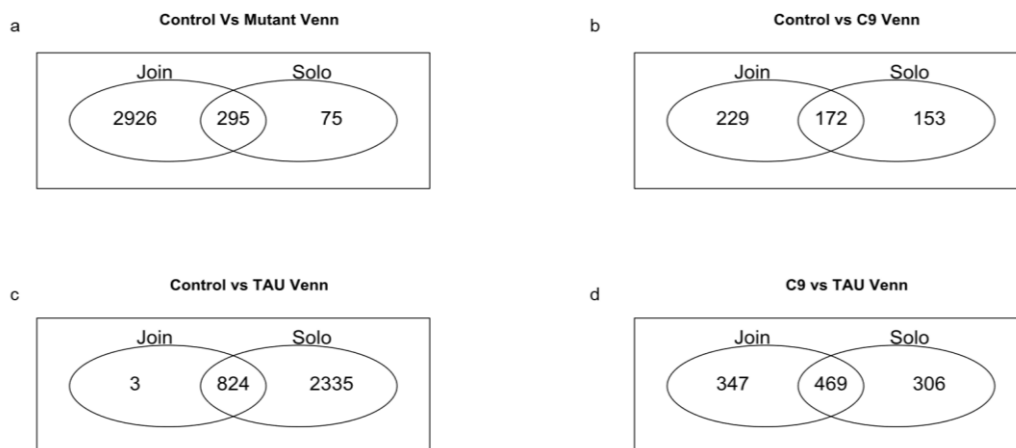 a
Control Vs Mutant Venn
Join Solo
2926 295 75
b
Control vs C9 Venn
Join Solo
229 172 153
c
Control vs TAU Venn
Join Solo
3 824 2335
d
C9 vs TAU Venn
Join Solo
347 469 306